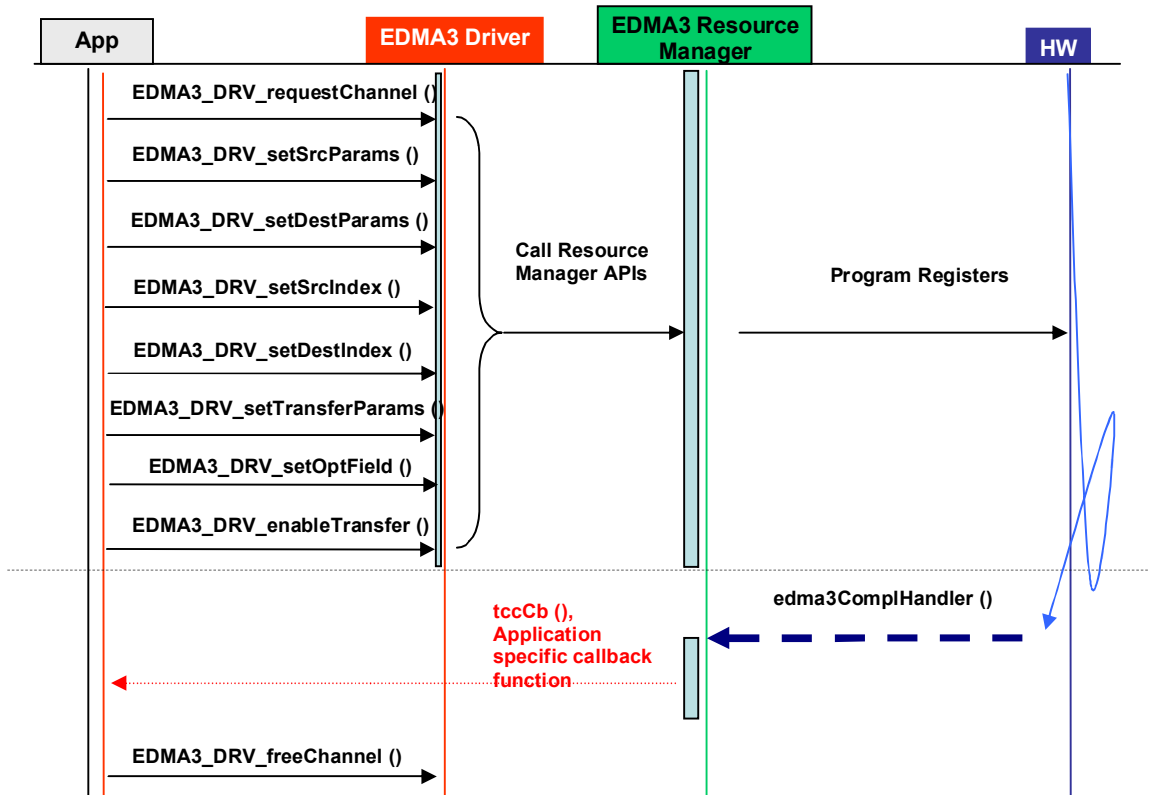 App
EDMA3 Driver
EDMA3 Resource
Manager
HW
EDMA3_DRV_requestChannel ()
EDMA3_DRV_setSrcParams ()
EDMA3_DRV_setDestParams ()
EDMA3_DRV_setSrcIndex ()
EDMA3_DRV_setDestIndex ()
EDMA3_DRV_setTransferParams ()
EDMA3_DRV_setOptField ()
EDMA3_DRV_enableTransfer ()
Call Resource
Manager APIs
Program Registers
edma3ComplHandler ()
tccCb (),
Application
specific callback
function
EDMA3_DRV_freeChannel ()